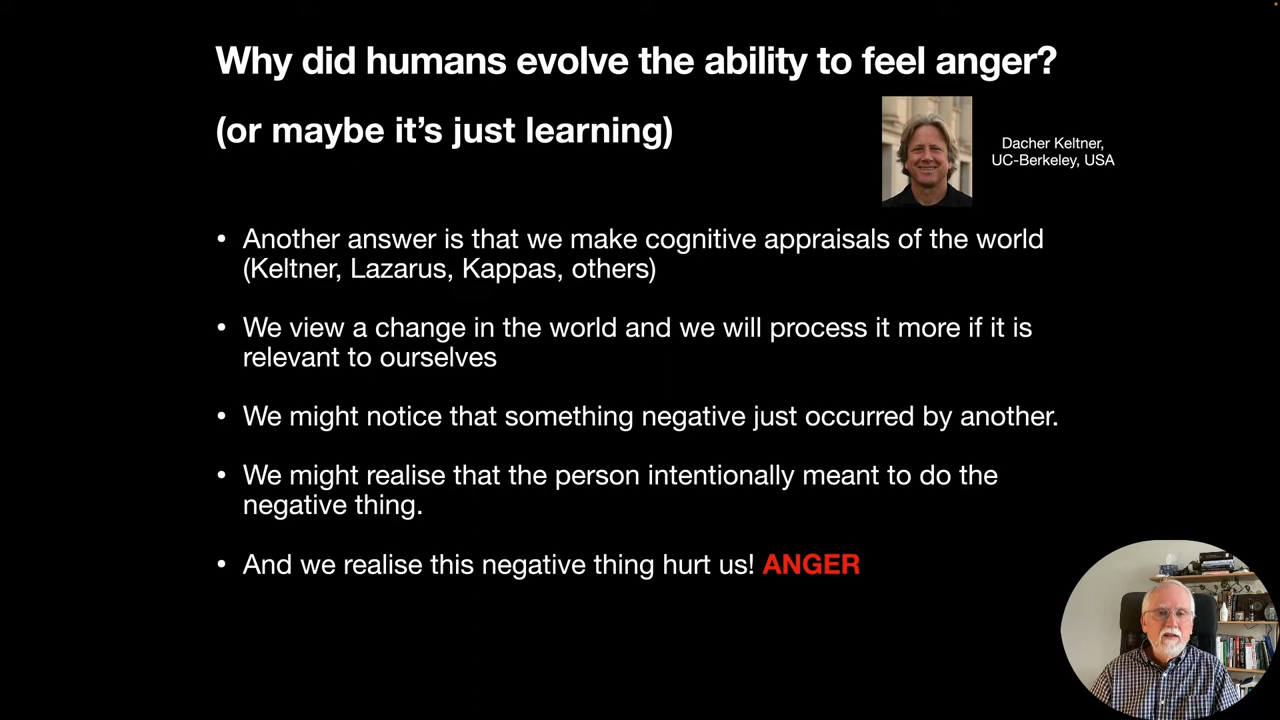 Why did humans evolve the ability to feel anger?
(or maybe it’s just learning)
Dacher Keltner,
UC-Berkeley, USA
• Another answer is that we make cognitive appraisals of the world
(Keltner, Lazarus, Kappas, others)
• We view a change in the world and we will process it more if it is
relevant to ourselves
• We might notice that something negative just occurred by another.
• We might realise that the person intentionally meant to do the
negative thing.
• And we realise this negative thing hurt us! ANGER